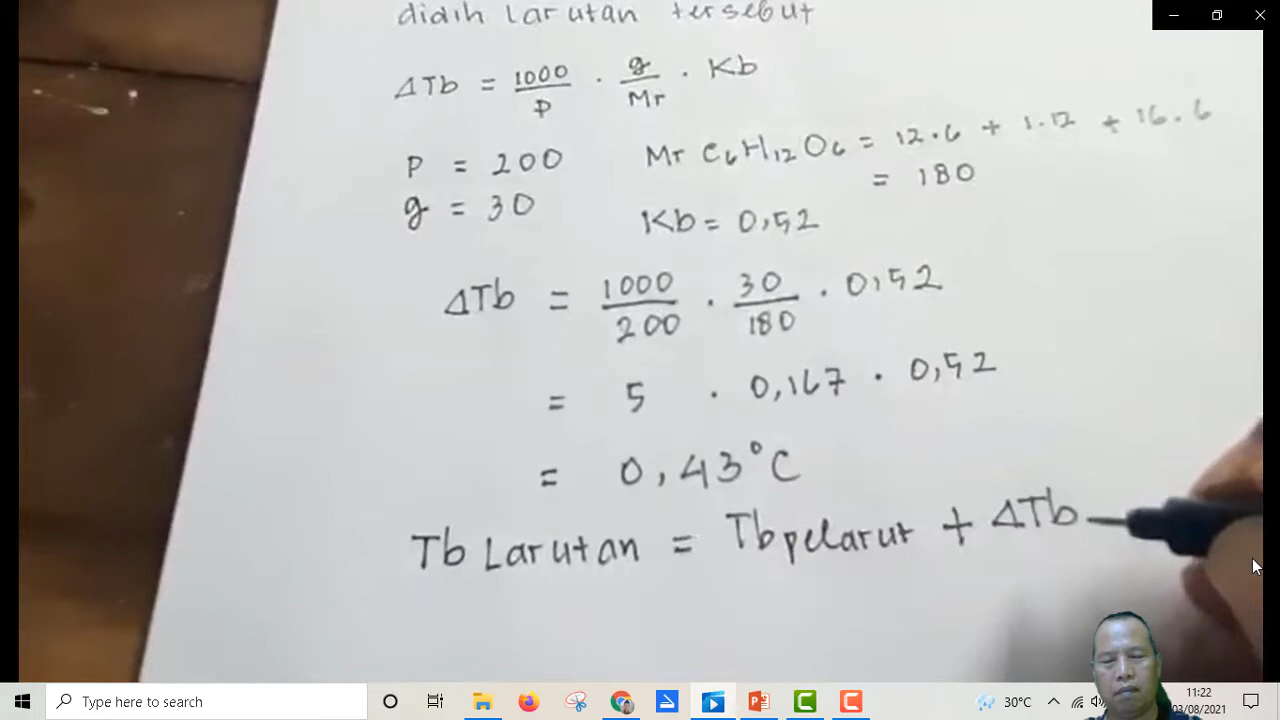 didih larutan tersebut
ΔTb = 1000/P . g/Mr . Kb
P = 200
Mr C6H12O6 = 12.6 + 1.12 + 16.6
= 180
g = 30
Kb = 0,52
ΔTb = 1000/200 . 30/180 . 0,52
= 5 . 0,167 . 0,52
= 0,43°C
Tb Larutan = Tb pelarut + ΔTb
Type here to search
30°C
11:22
03/08/2021